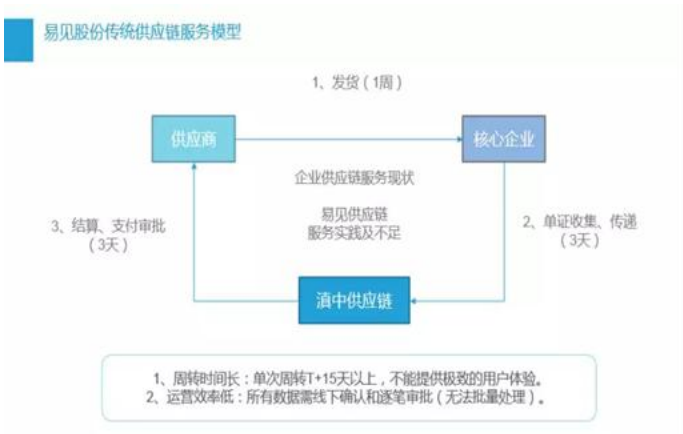 易见股份传统供应链服务模型
1、发货（1周）
供应商
核心企业
企业供应链服务现状
易见供应链
服务实践及不足
3、结算、支付审批
（3天）
2、单证收集、传递
（3天）
滇中供应链
1、周转时间长：单次周转T+15天以上，不能提供极致的用户体验。
2、运营效率低：所有数据需线下确认和逐笔审批（无法批量处理）。